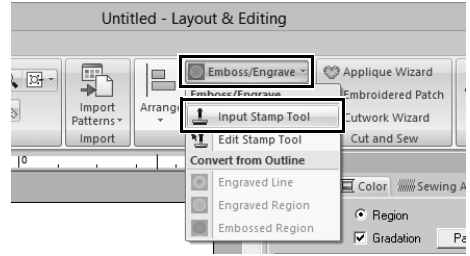 Untitled - Layout & Editing
Emboss/Engrave
Applique Wizard
Emboss/Engrave
Embroidered Patch
Import
Patterns
Arrange
Input Stamp Tool
Cutwork Wizard
Import
Edit Stamp Tool
Cut and Sew
Convert from Outline
0
Engraved Line
Color
Sewing A
Engraved Region
Region
Embossed Region
Gradation
Pa